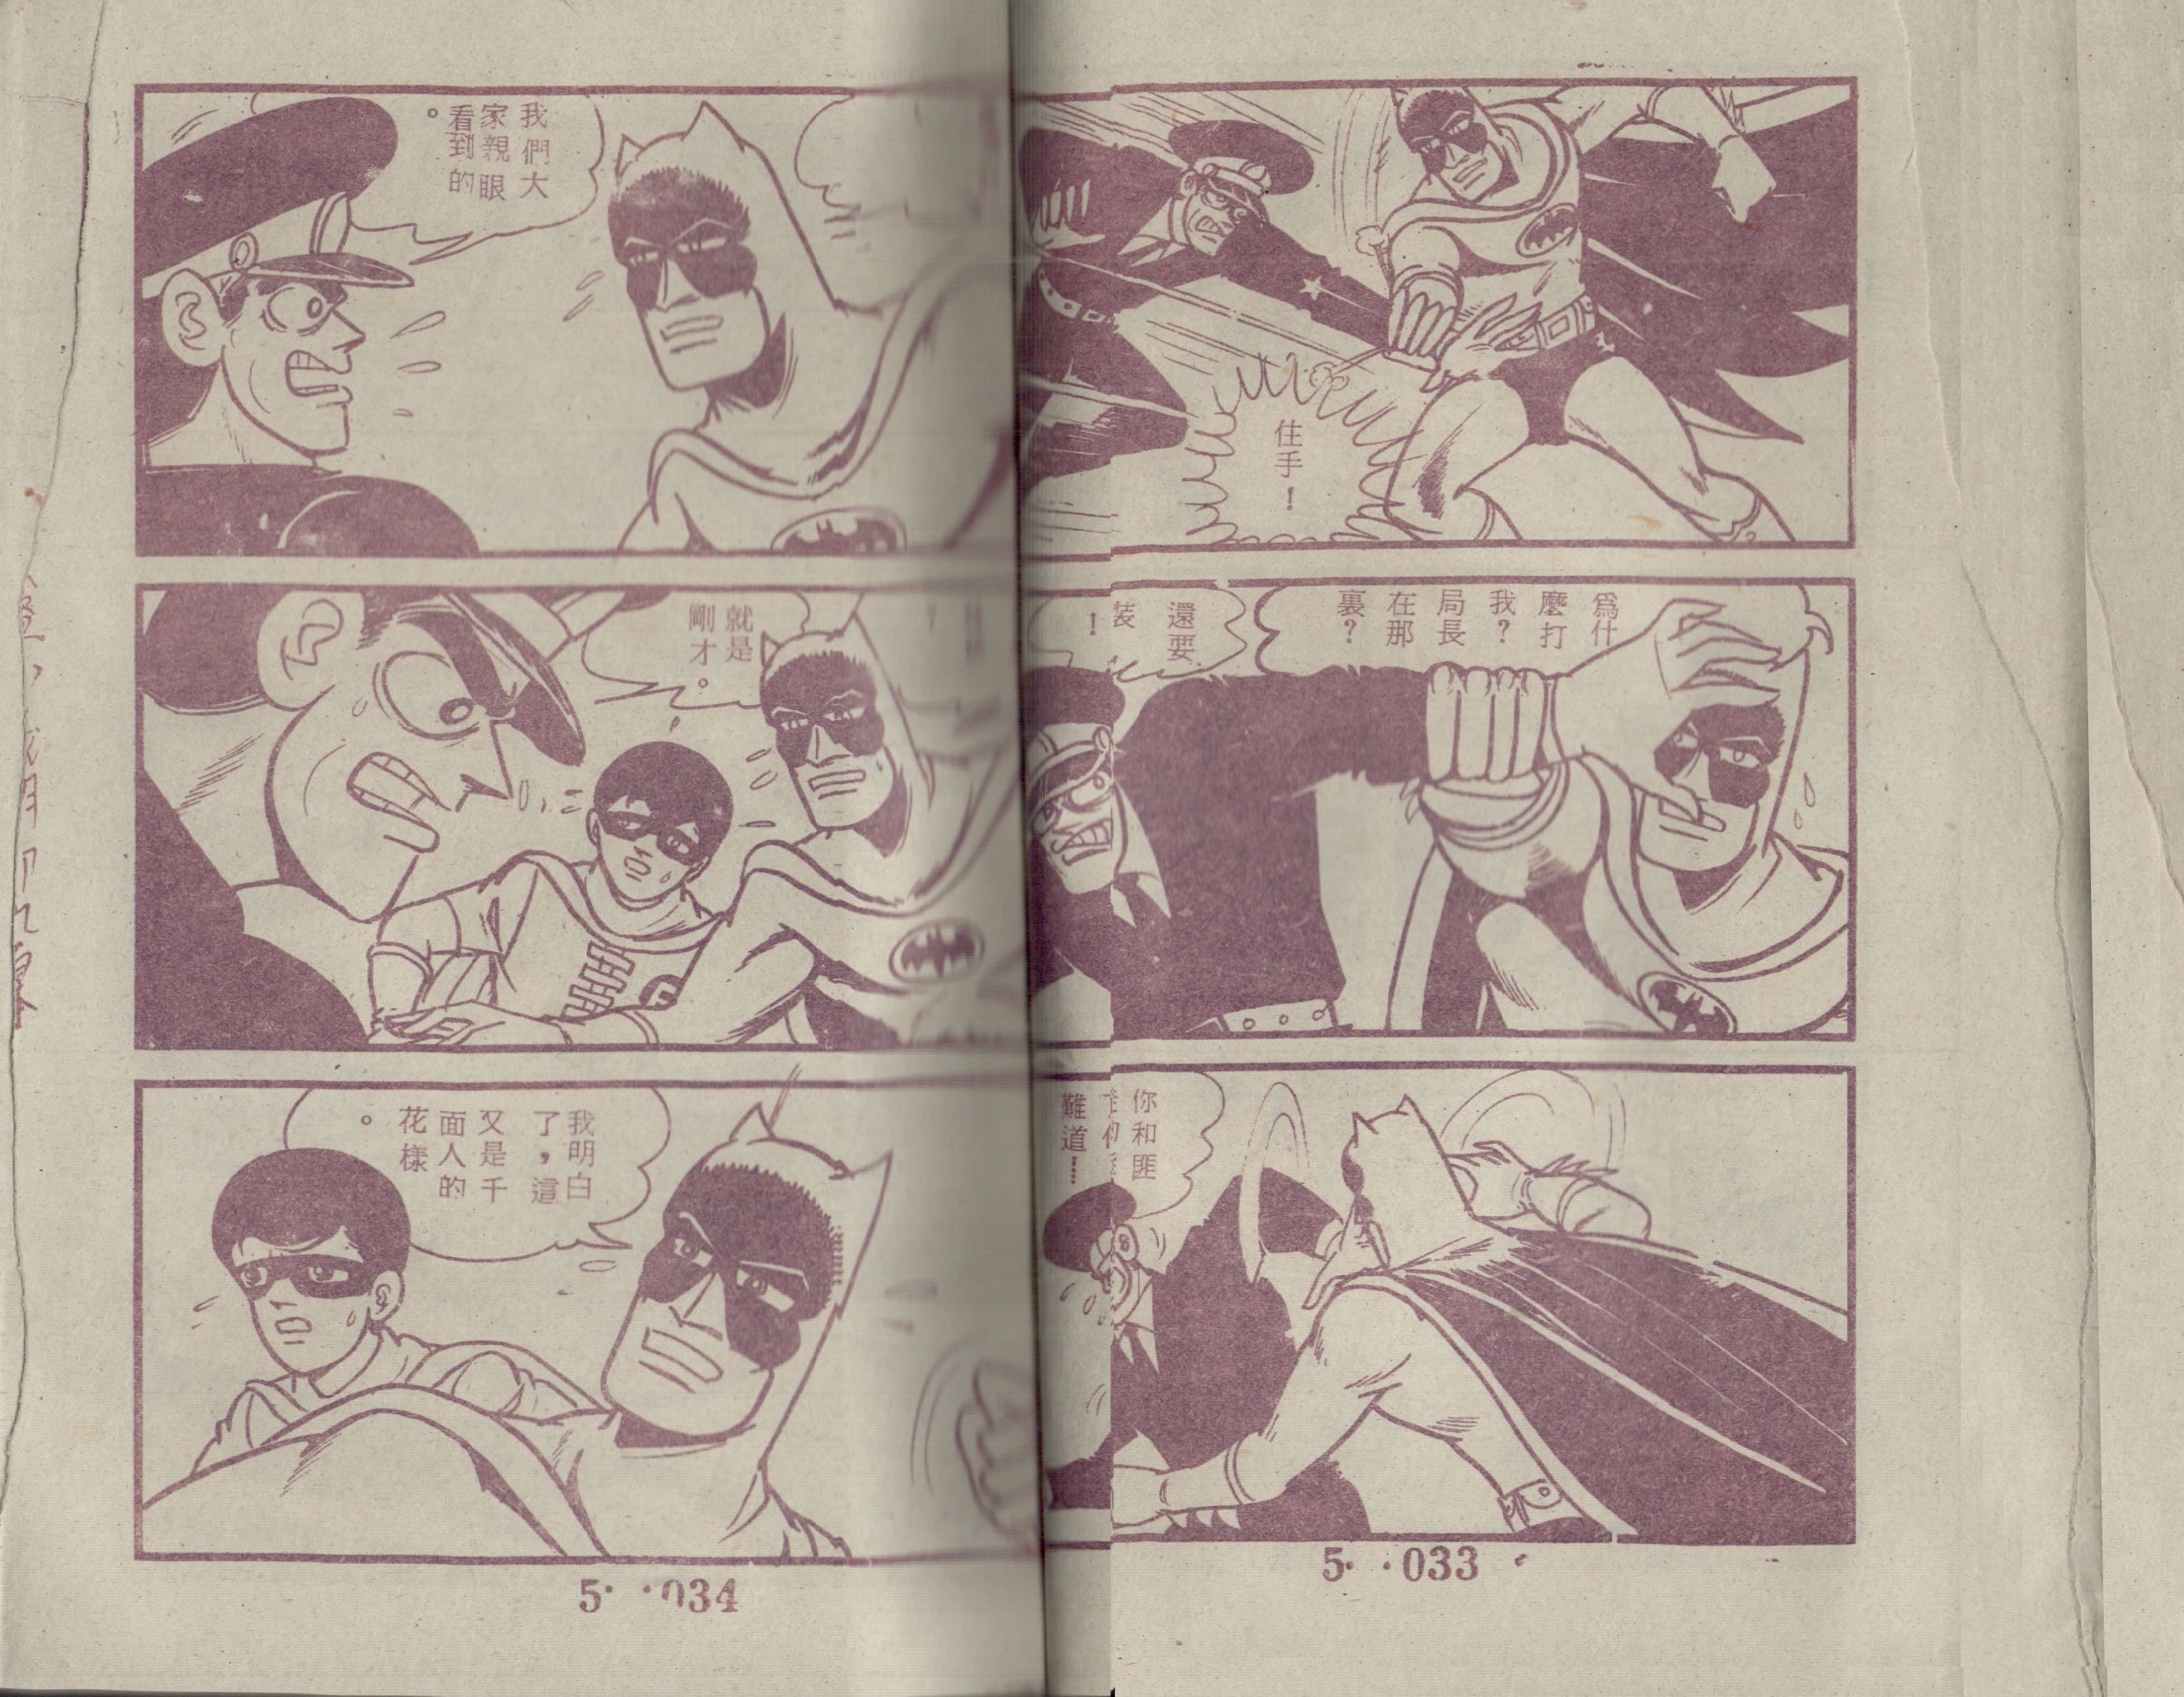 住手！
爲什
麼打
我？
局長
在那
裏？
還要
裝
！
你和匪
難道⋯
5··033
我們大
家親眼
看到的
。
就是
剛才。
我明白
了，這
又是千
面人的
花樣
。
5··034